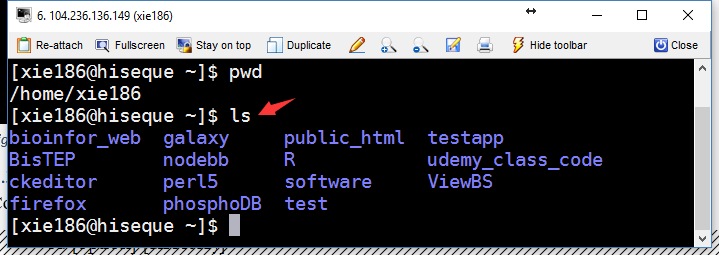 6. 104.236.136.149 (xie186)
Re-attach Fullscreen Stay on top Duplicate Hide toolbar Close
[xie186@hiseque ~]$ pwd
/home/xie186
[xie186@hiseque ~]$ ls
bioinfor_web galaxy public_html testapp
BisTEP nodebb R udemy_class_code
ckeditor perl5 software ViewBS
firefox phosphoDB test
[xie186@hiseque ~]$